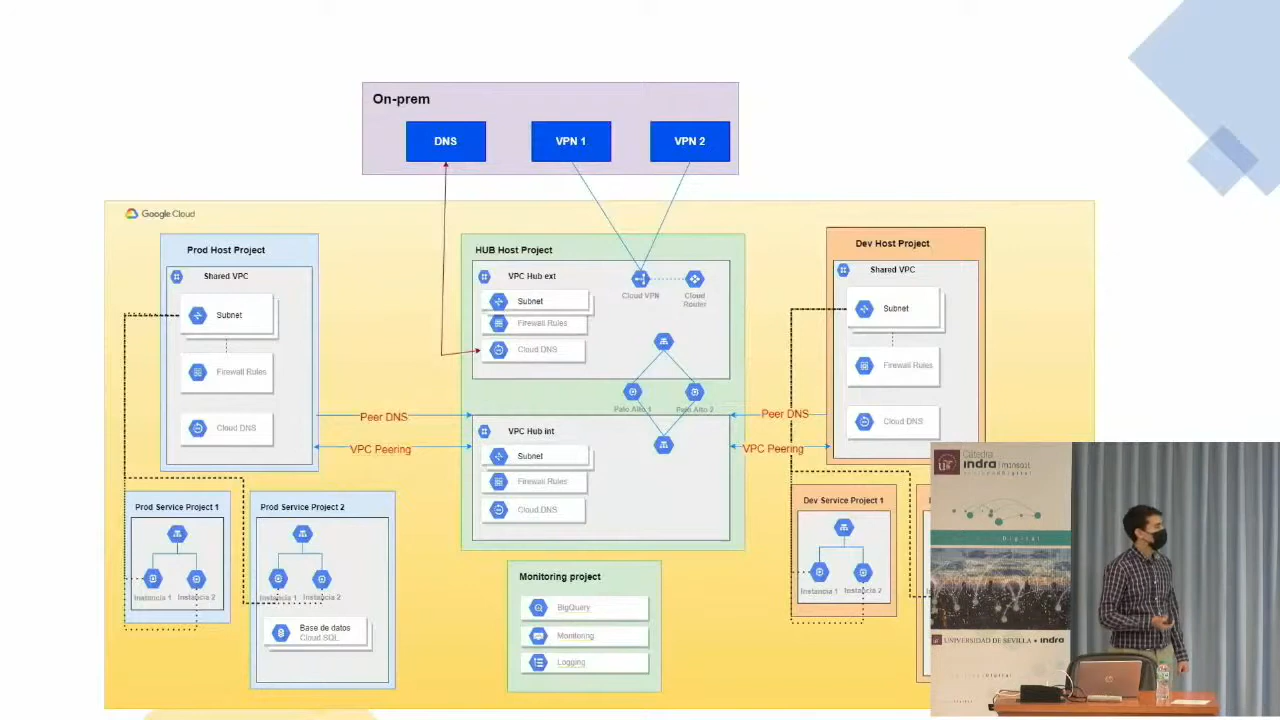 On-prem
DNS
VPN 1
VPN 2
Google Cloud
Prod Host Project
Shared VPC
Subnet
Firewall Rules
Cloud DNS
HUB Host Project
VPC Hub ext
Subnet
Firewall Rules
Cloud DNS
Cloud VPN
Cloud
Router
Palo Alto 1
Palo Alto 2
VPC Hub int
Subnet
Firewall Rules
Cloud DNS
Peer DNS
VPC Peering
Peer DNS
VPC Peering
Dev Host Project
Shared VPC
Subnet
Firewall Rules
Cloud DNS
Prod Service Project 1
Instancia 1
Instancia 2
Prod Service Project 2
Instancia 1
Instancia 2
Base de datos
Cloud SQL
Monitoring project
BigQuery
Monitoring
Logging
Dev Service Project 1
Instancia 1
Instancia 2
Cátedra
indra
UNIVERSIDAD DE SEVILLA • indra